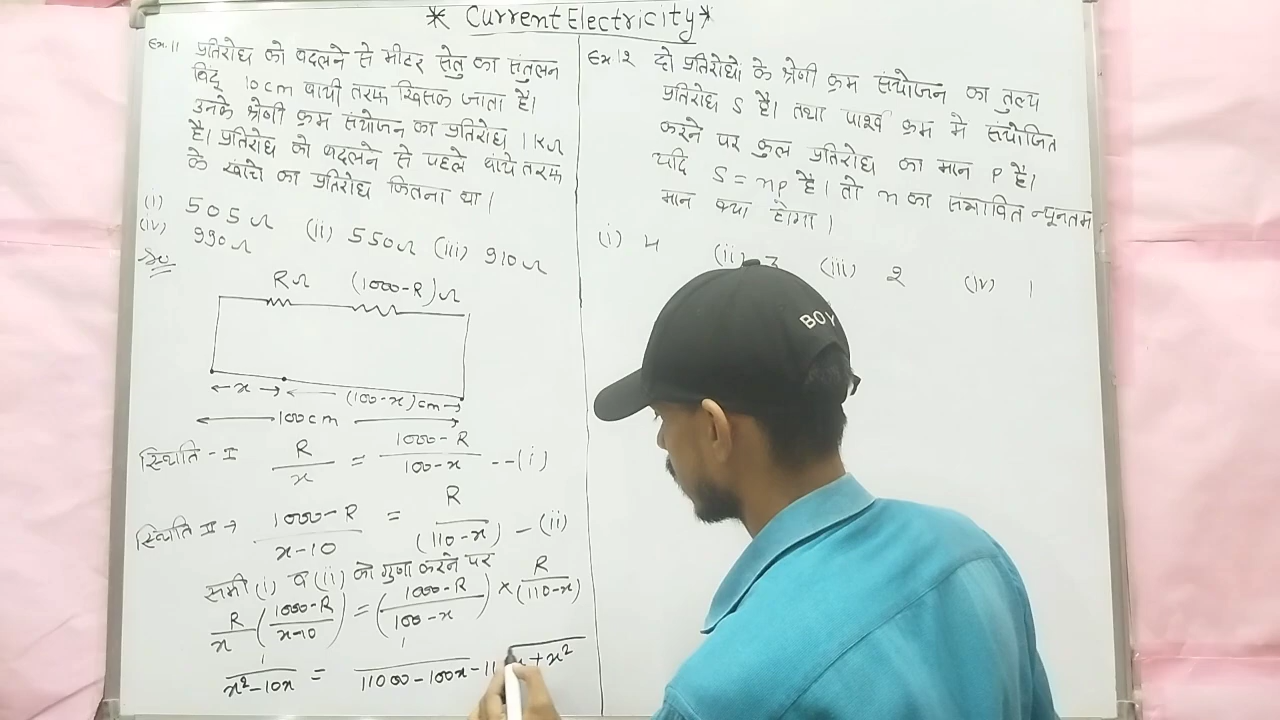 * Current Electricity *
Ex.11 प्रतिरोध को बदलने से मीटर सेतु का संतुलन
बिंदु 10cm बायी तरफ खिसक जाता है।
उनके श्रेणी क्रम संयोजन का प्रतिरोध 1KΩ
है। प्रतिरोध को बदलने से पहले बांये तरफ
के खांचे का प्रतिरोध कितना था।
(i) 505Ω (ii) 550Ω (iii) 910Ω
(iv) 990Ω
RΩ (1000-R)Ω
← x → ← (100-x)cm →
← 100cm →
स्थिति-I R/x = 1000-R/100-x --(i)
स्थिति II → 1000-R/x-10 = R/(110-x) -(ii)
समी (i) व (ii) को गुणा करने पर
R/x (1000-R/x-10) = (1000-R/100-x) × R/(110-x)
1/x²-10x = 1/11000-100x-11 x+x²
Ex 12 दो प्रतिरोधो के श्रेणी क्रम संयोजन का तुल्य
प्रतिरोध S है। तथा पार्श्व क्रम मे संयोजित
करने पर कुल प्रतिरोध का मान P है।
यदि S = nP है। तो n का संभावित न्यूनतम
मान क्या होगा।
(i) 4 (ii) 3 (iii) 2 (iv) 1
BOY